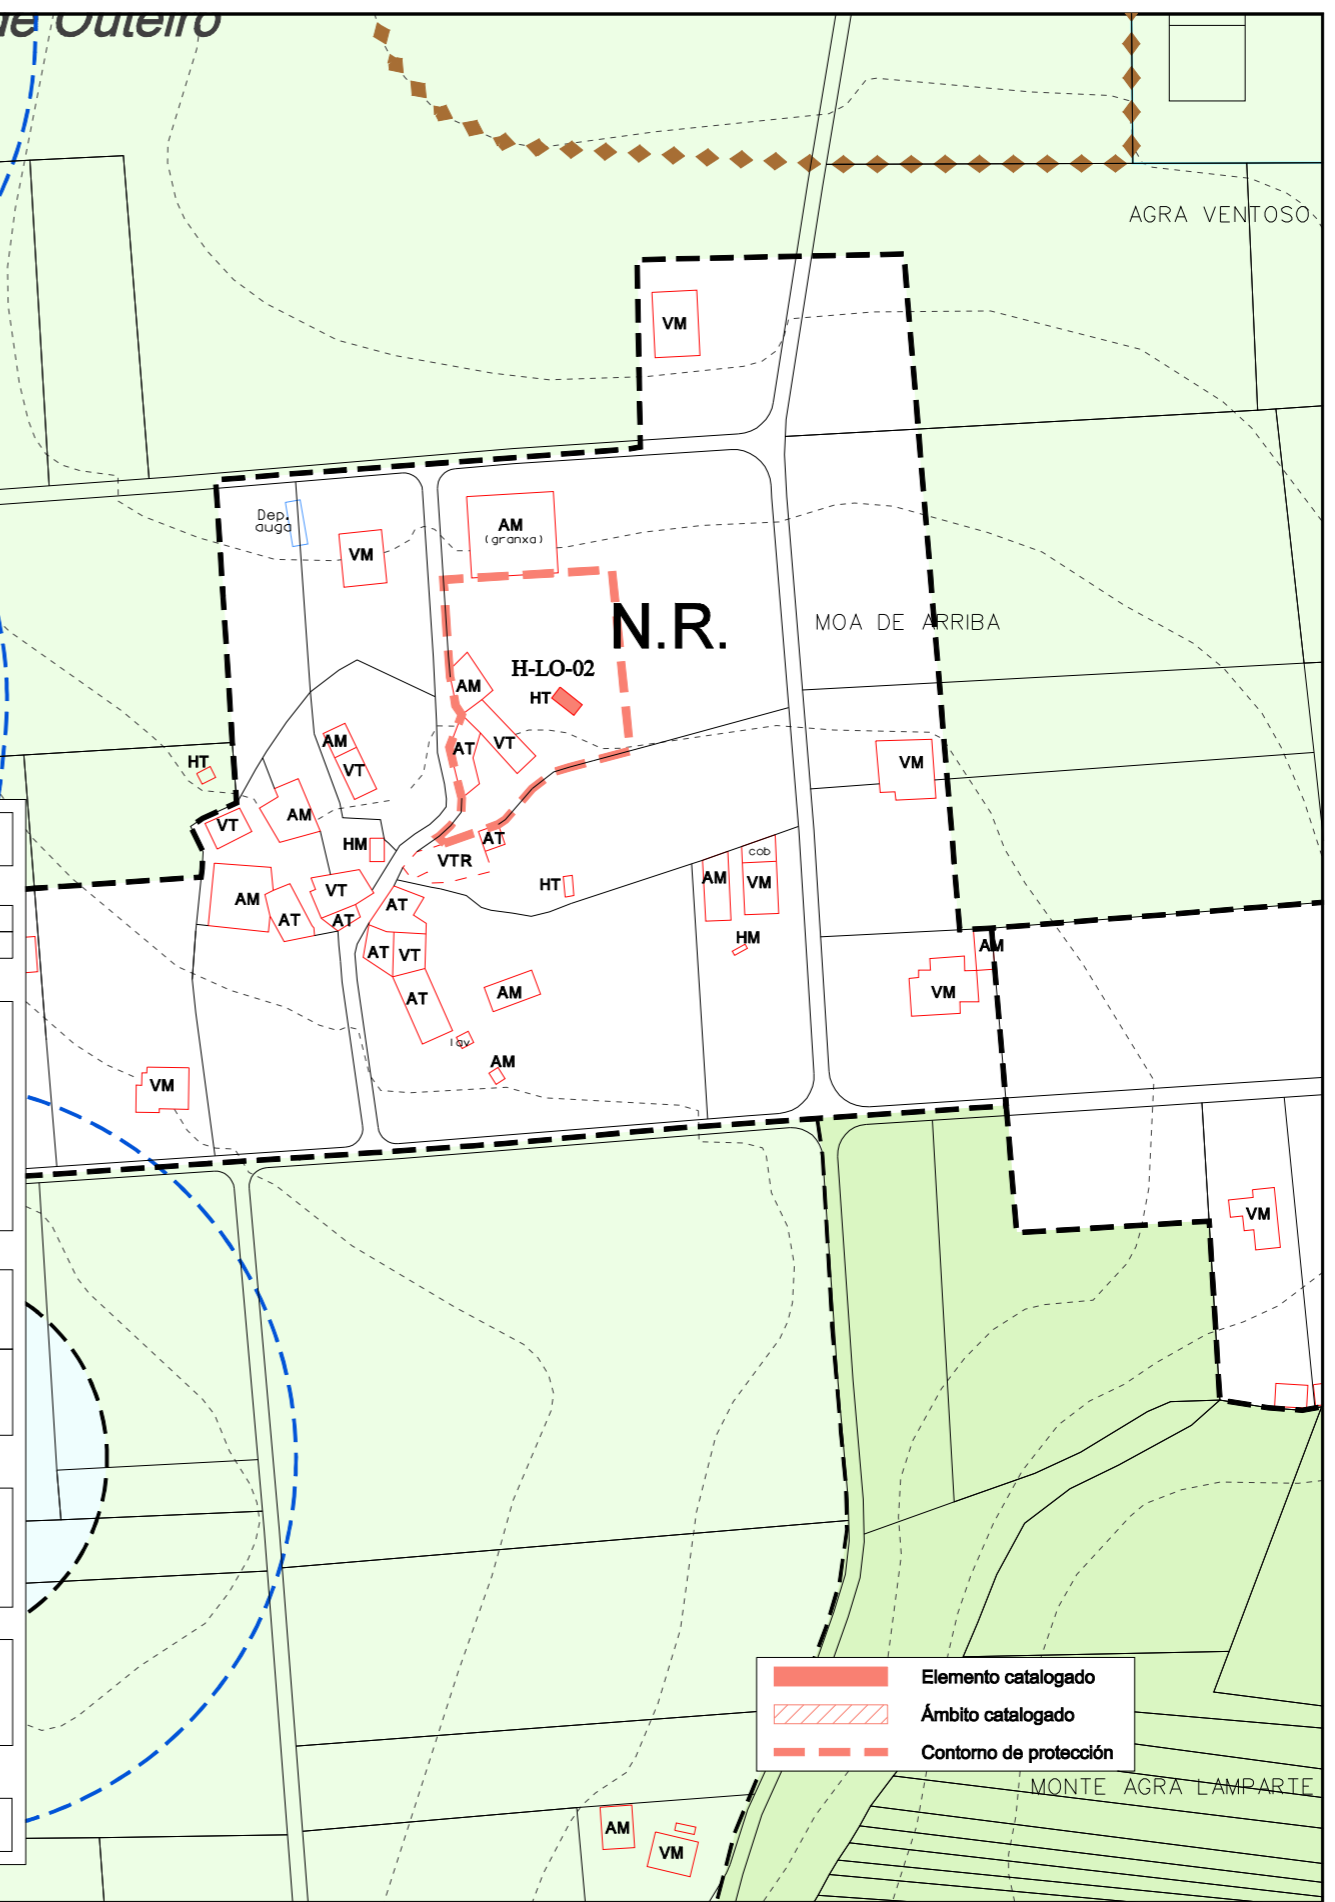 de Outeiro
AGRA VENTOSO
VM
Dep.
auga
VM
AM
(granxa)
N.R.
MOA DE ARRIBA
H-LO-02
HT
AM
AM
VT
AT
VT
HT
VM
VT
AM
HM
VTR
AT
cob
AM
VM
HT
AM
AT
VT
AT
AT
HM
AM
AT
VT
AT
AM
VM
lav
AM
VM
VM
Elemento catalogado
Ámbito catalogado
Contorno de protección
MONTE AGRA LAMPARTE
AM
VM